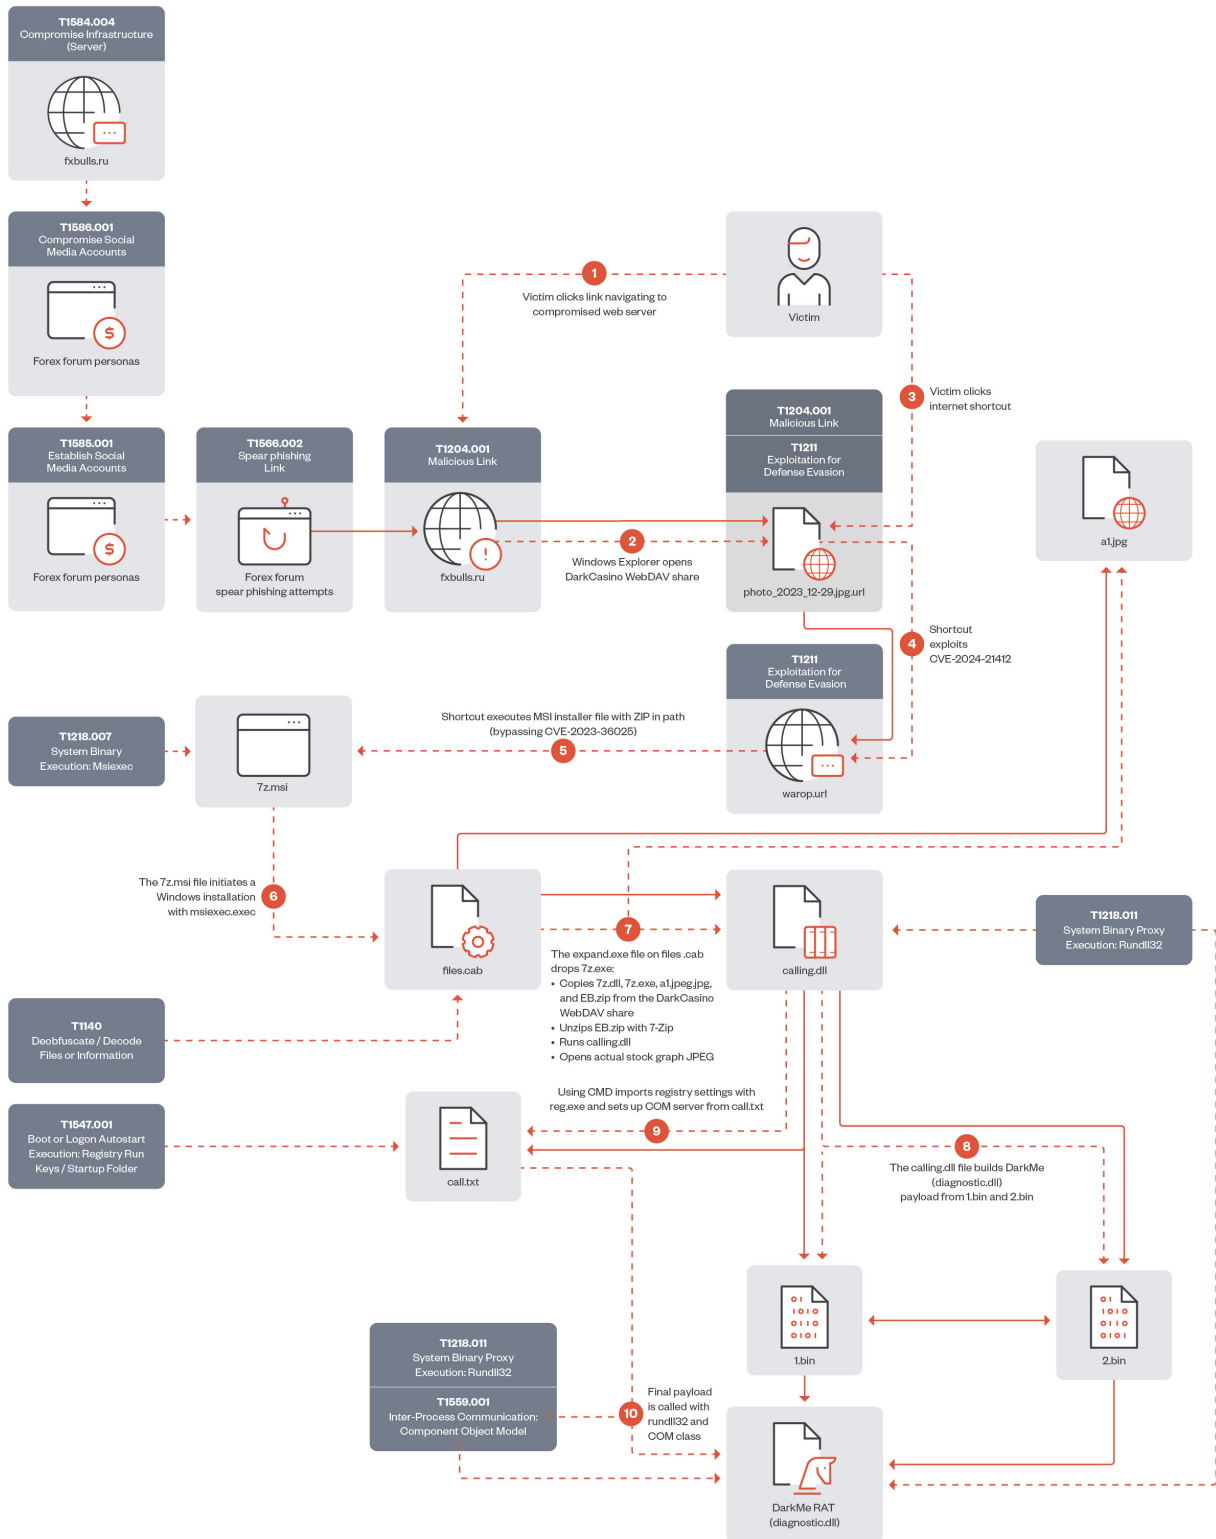 T1584.004
Compromise Infrastructure
(Server)
fxbulls.ru
T1586.001
Compromise Social
Media Accounts
Forex forum personas
1
Victim clicks link navigating to
compromised web server
Victim
3
Victim clicks
internet shortcut
T1585.001
Establish Social
Media Accounts
Forex forum personas
T1566.002
Spear phishing
Link
Forex forum
spear phishing attempts
T1204.001
Malicious Link
fxbulls.ru
2
Windows Explorer opens
DarkCasino WebDAV share
T1204.001
Malicious Link
T1211
Exploitation for
Defense Evasion
photo_2023_12-29.jpg.url
a1.jpg
4
Shortcut
exploits
CVE-2024-21412
T1211
Exploitation for
Defense Evasion
warop.url
Shortcut executes MSI installer file with ZIP in path
(bypassing CVE-2023-36025)
5
T1218.007
System Binary
Execution: Msiexec
7z.msi
The 7z.msi file initiates a
Windows installation
with msiexec.exec
6
files.cab
7
The expand.exe file on files .cab
drops 7z.exe:
• Copies 7z.dll, 7z.exe, a1.jpeg.jpg,
and EB.zip from the DarkCasino
WebDAV share
• Unzips EB.zip with 7-Zip
• Runs calling.dll
• Opens actual stock graph JPEG
calling.dll
T1218.011
System Binary Proxy
Execution: Rundll32
T1140
Deobfuscate / Decode
Files or Information
T1547.001
Boot or Logon Autostart
Execution: Registry Run
Keys / Startup Folder
call.txt
Using CMD imports registry settings with
reg.exe and sets up COM server from call.txt
9
8
The calling.dll file builds DarkMe
(diagnostic.dll)
payload from 1.bin and 2.bin
1.bin
2.bin
T1218.011
System Binary Proxy
Execution: Rundll32
T1559.001
Inter-Process Communication:
Component Object Model
10
Final payload
is called with
rundll32 and
COM class
DarkMe RAT
(diagnostic.dll)